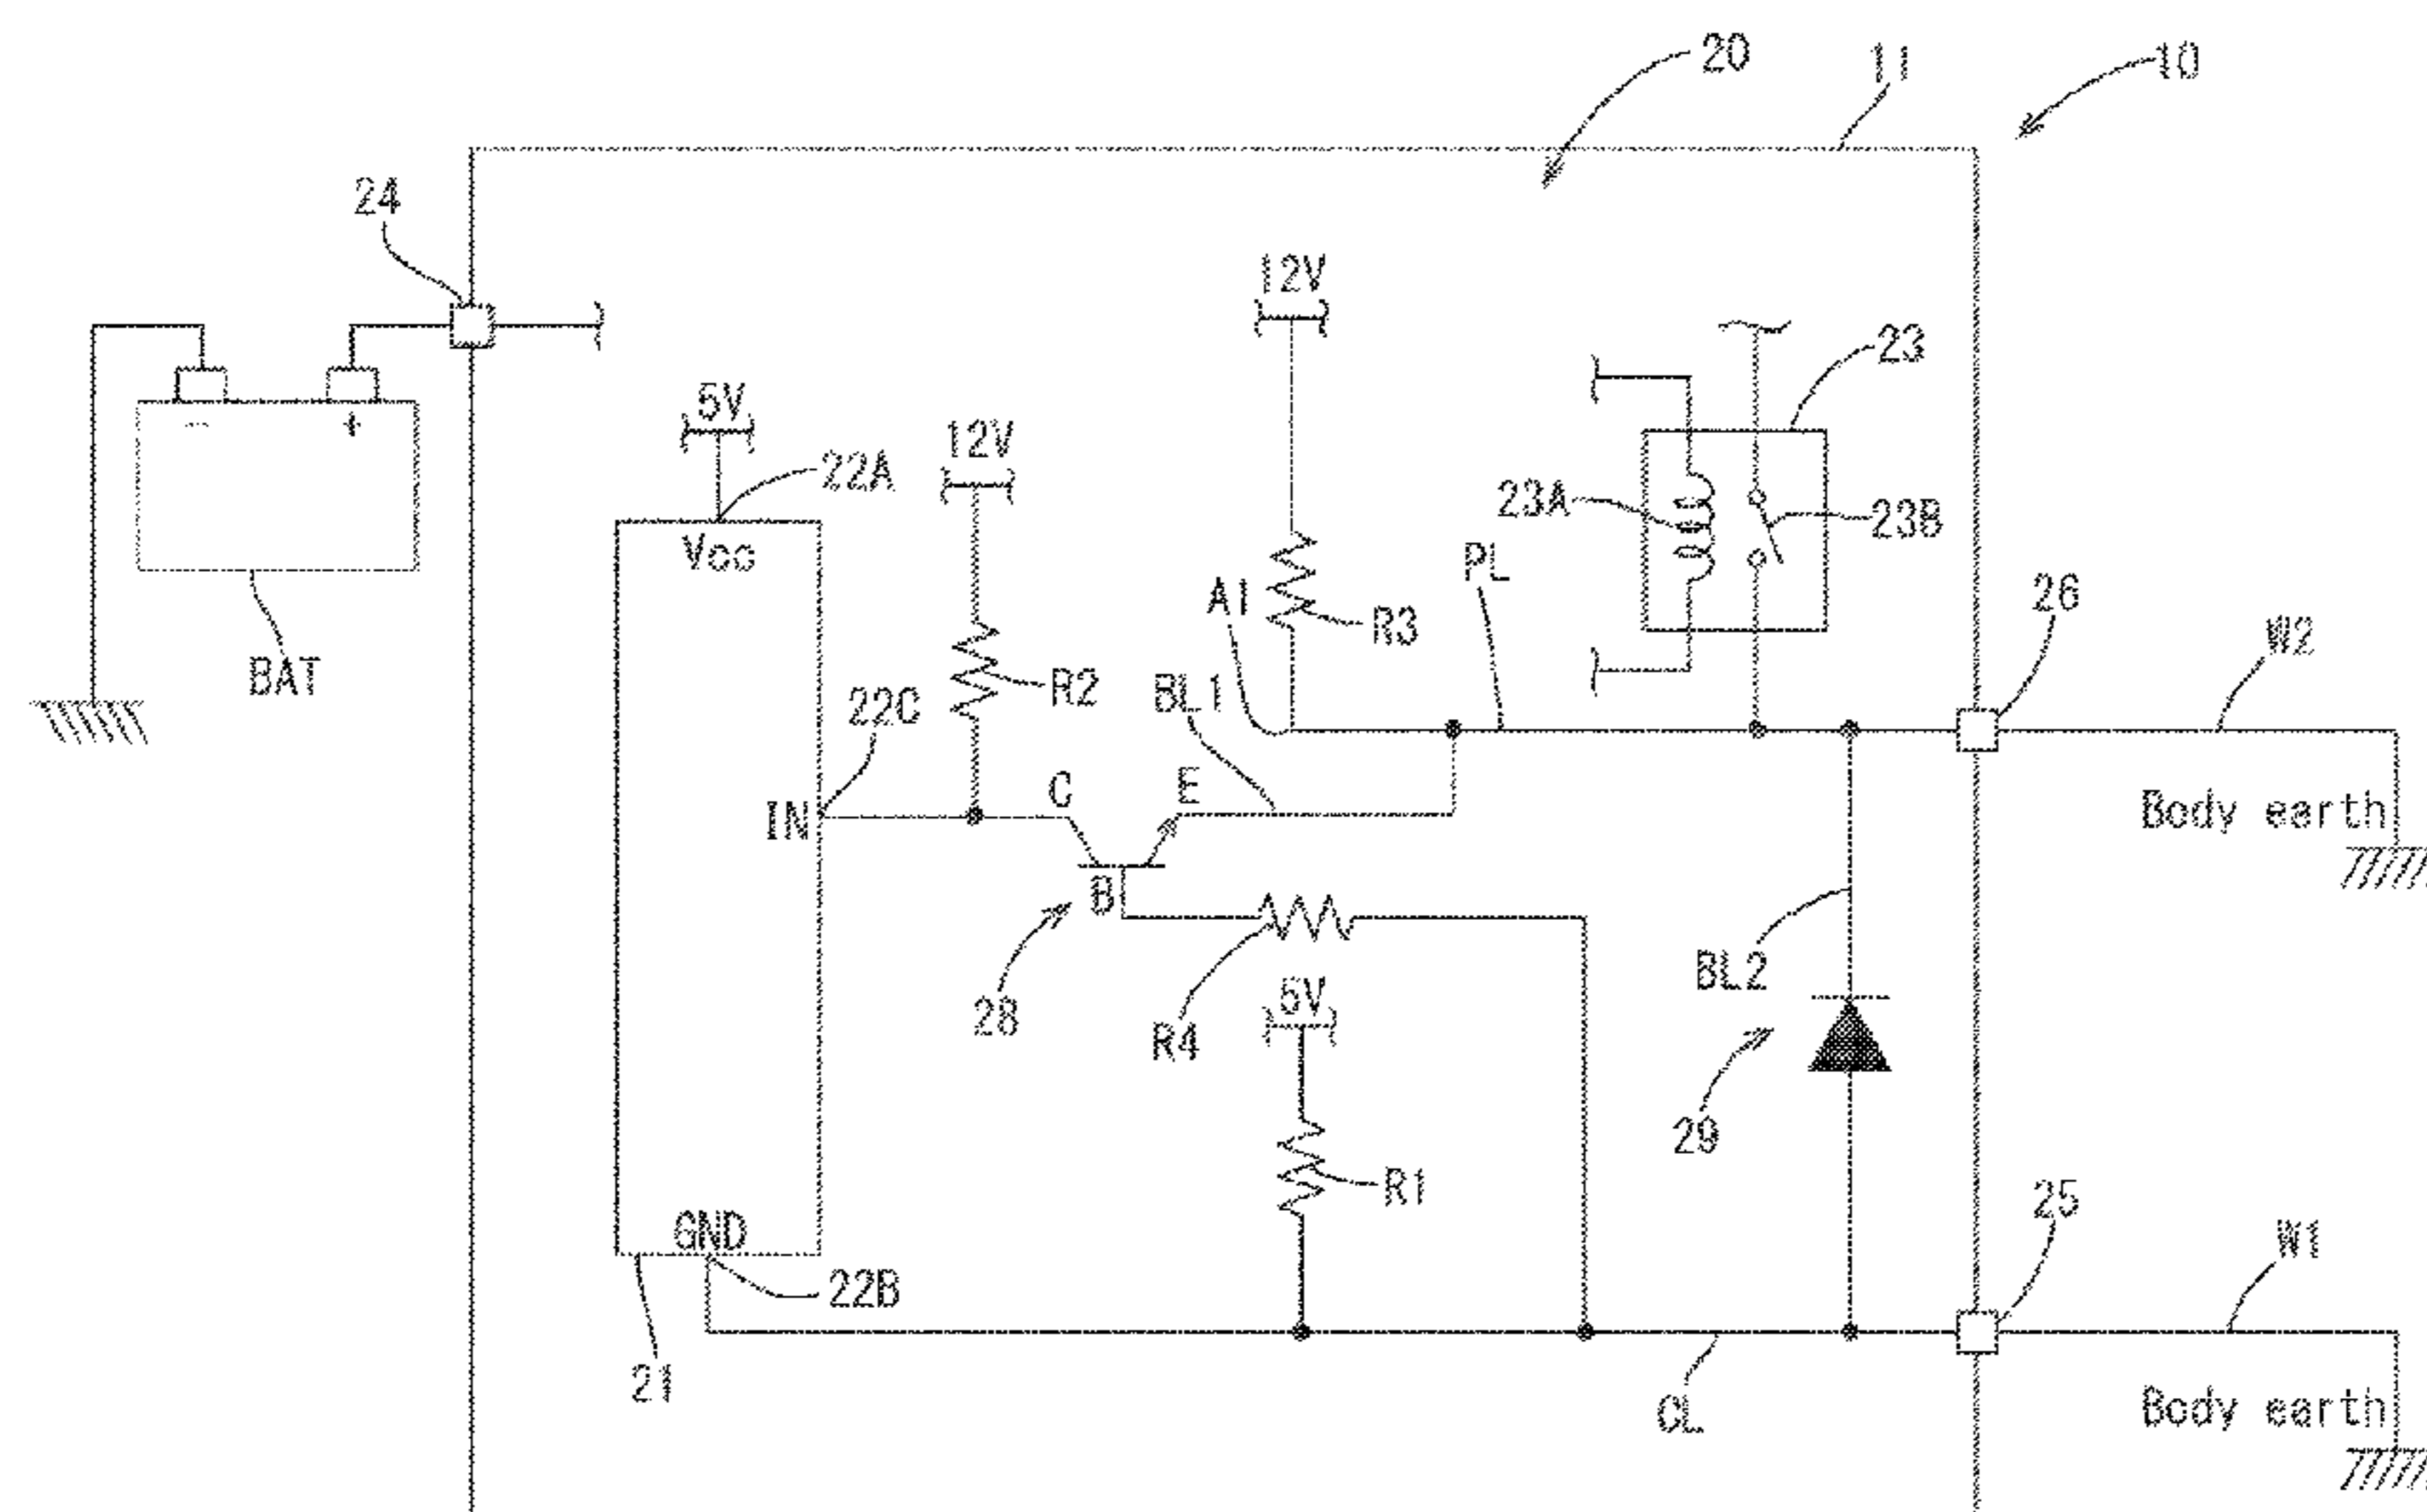 20
11
10
24
12V
23
5V
12V
22A
- +
Vcc
23A
23B
PL
A1
R3
26
W2
BAT
R2
22C
BL1
C
E
IN
Body earth
B
28
BL2
5V
R4
29
R1
25
GND
W1
22B
21
CL
Body earth